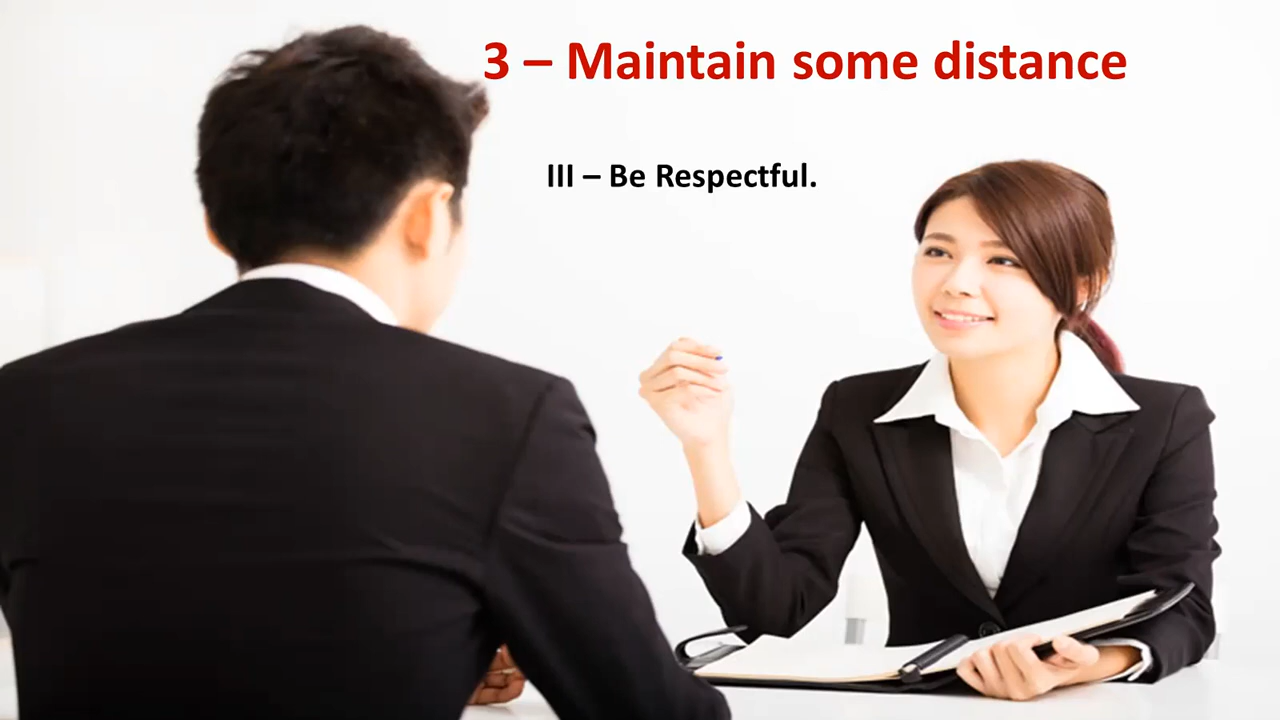 3 – Maintain some distance
III – Be Respectful.